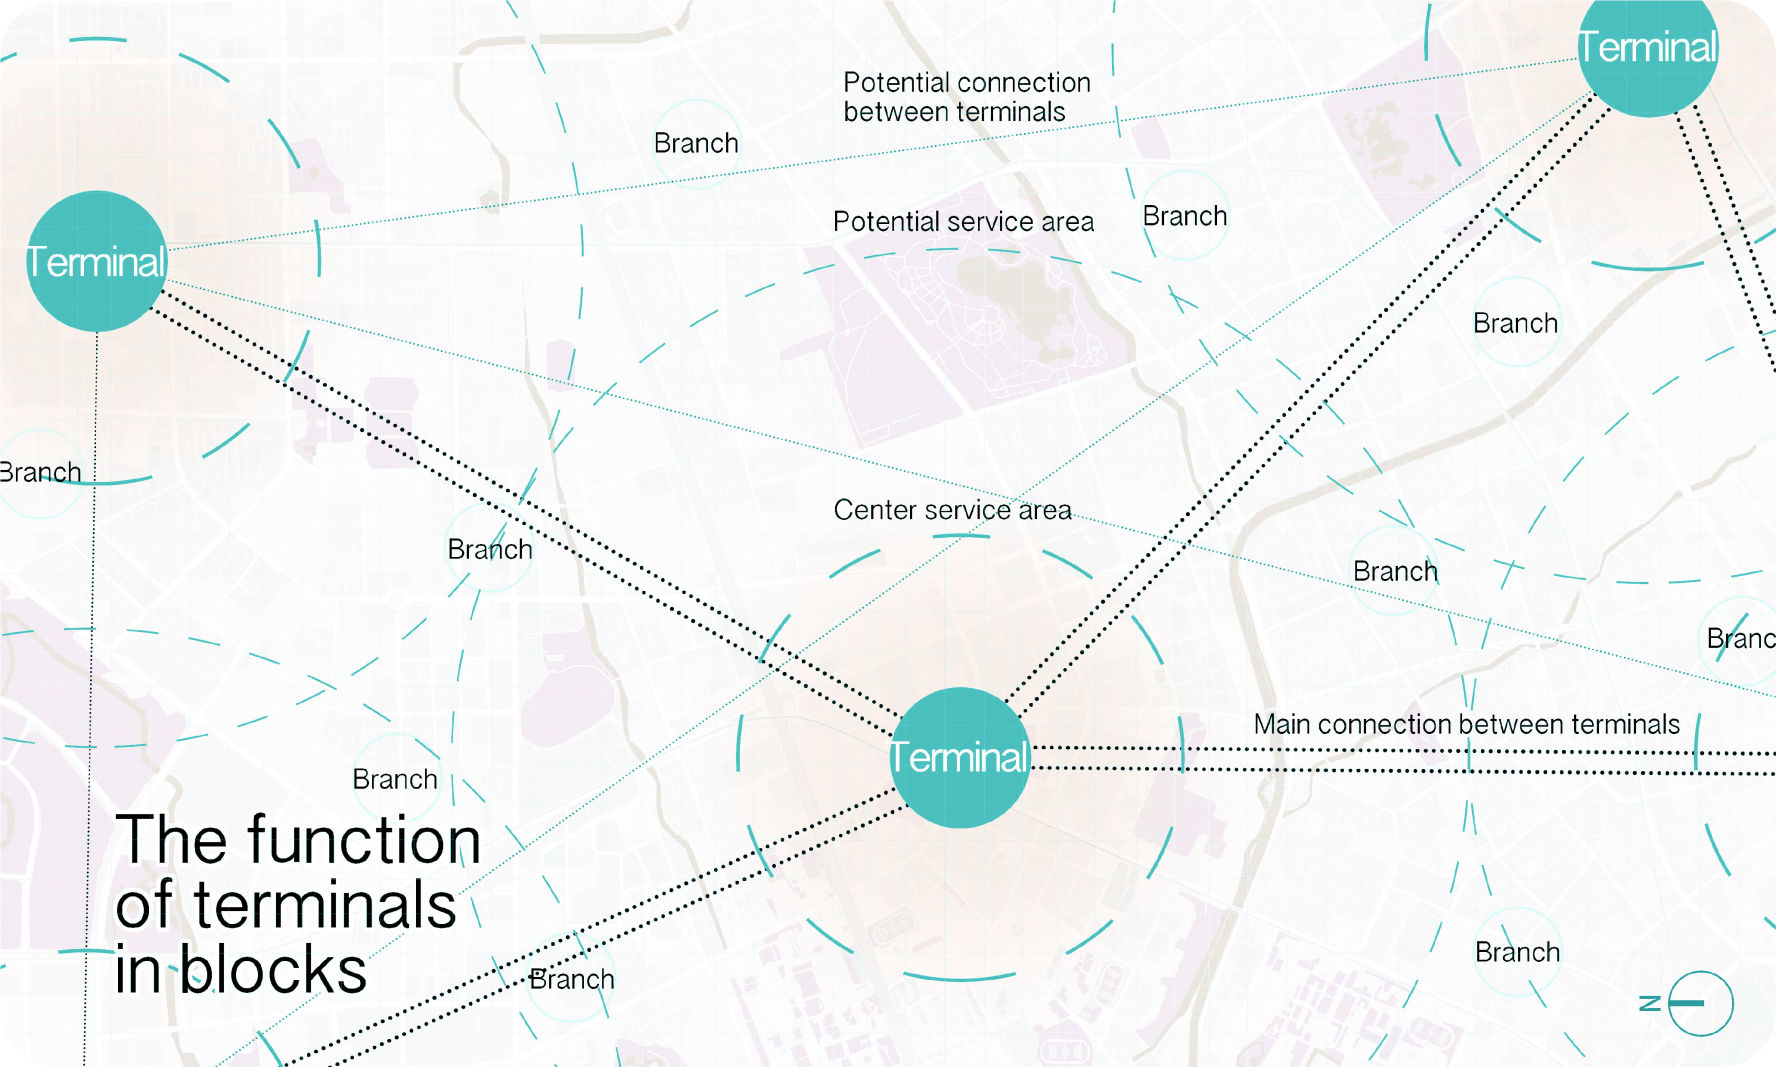 Terminal
Potential connection
between terminals
Branch
Potential service area
Branch
Terminal
Branch
Branch
Center service area
Branch
Branch
Branc
Main connection between terminals
Terminal
Branch
The function
of terminals
in blocks
Branch
Branch
N